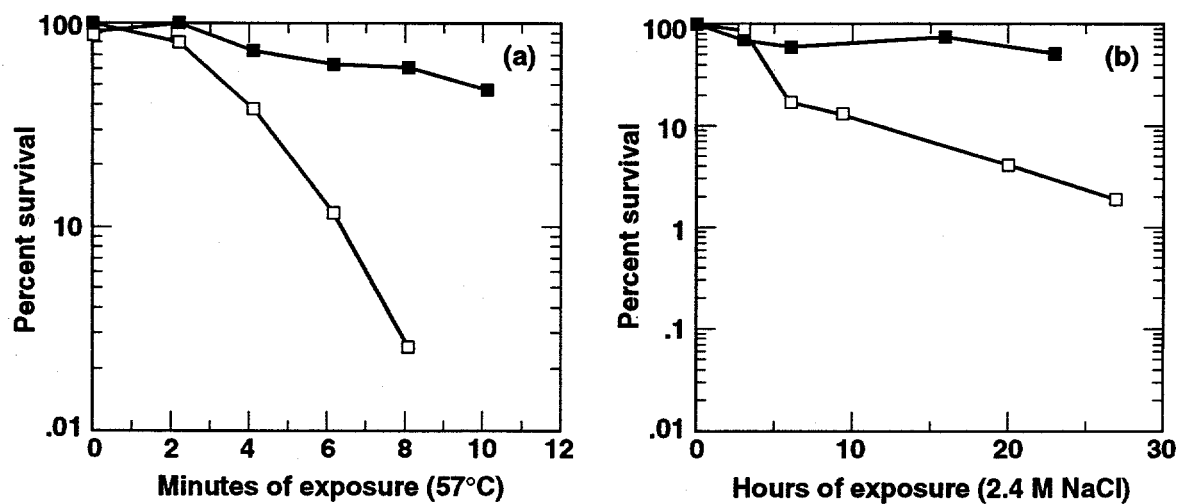 100
(a)
10
.01
0 2 4 6 8 10 12
Percent survival
Minutes of exposure (57°C)
100
(b)
10
1
.1
.01
0 10 20 30
Percent survival
Hours of exposure (2.4 M NaCl)